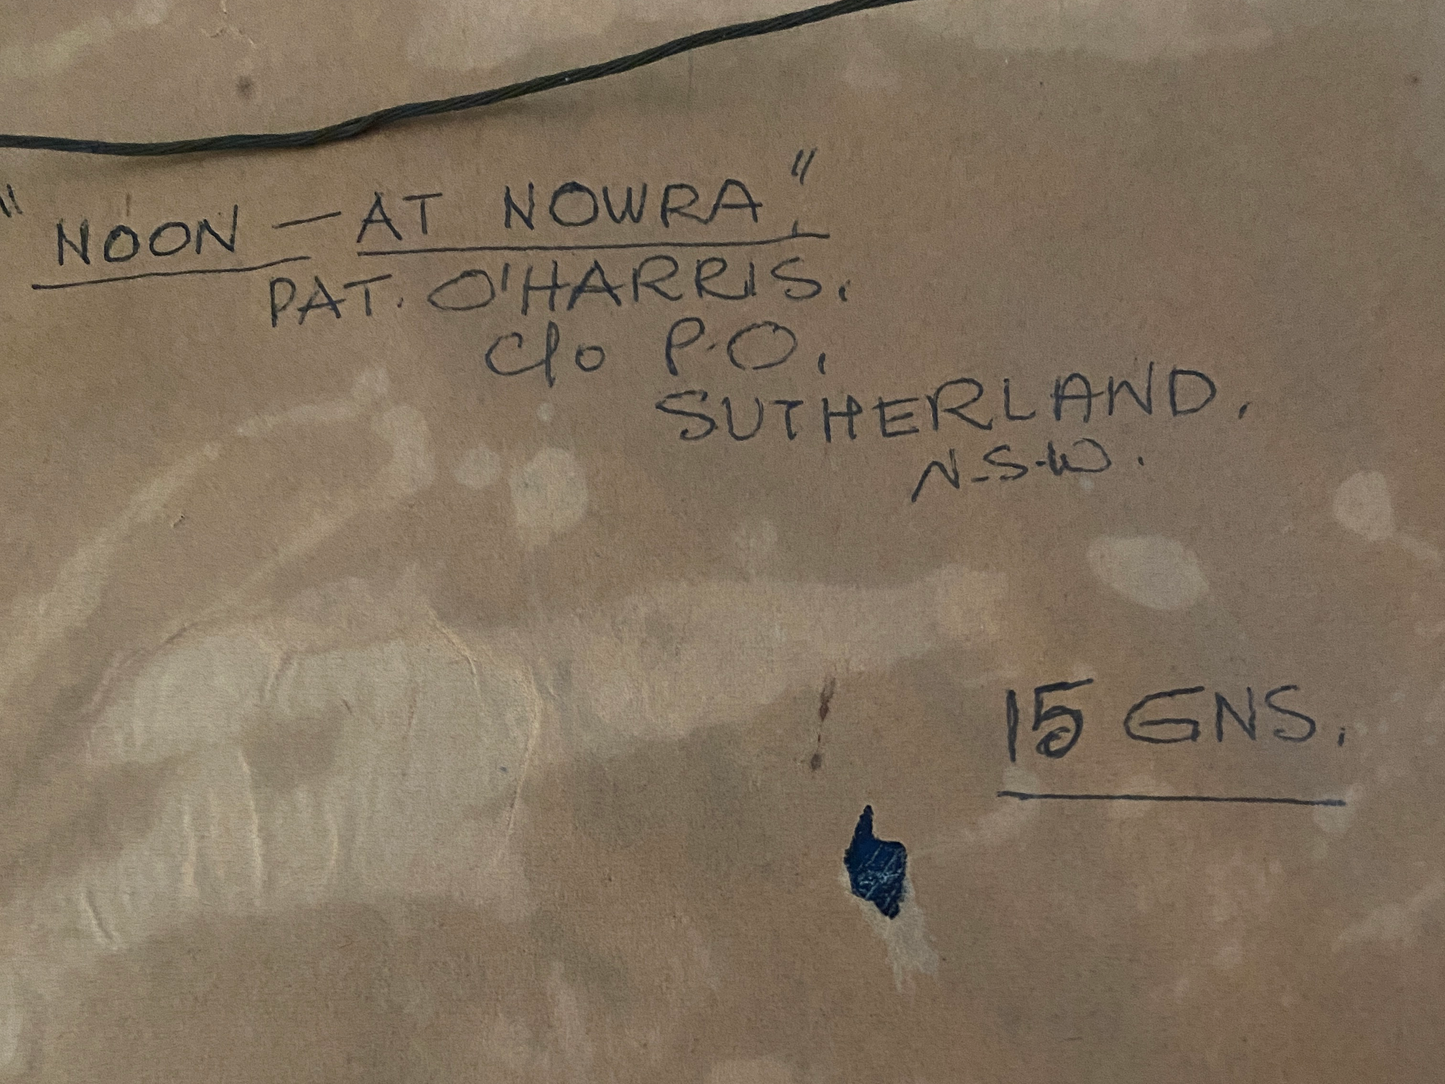 "NOON — AT NOWRA",
PAT. O'HARRIS.
C/o P.O.
SUTHERLAND.
N.S.W.
15 GNS.